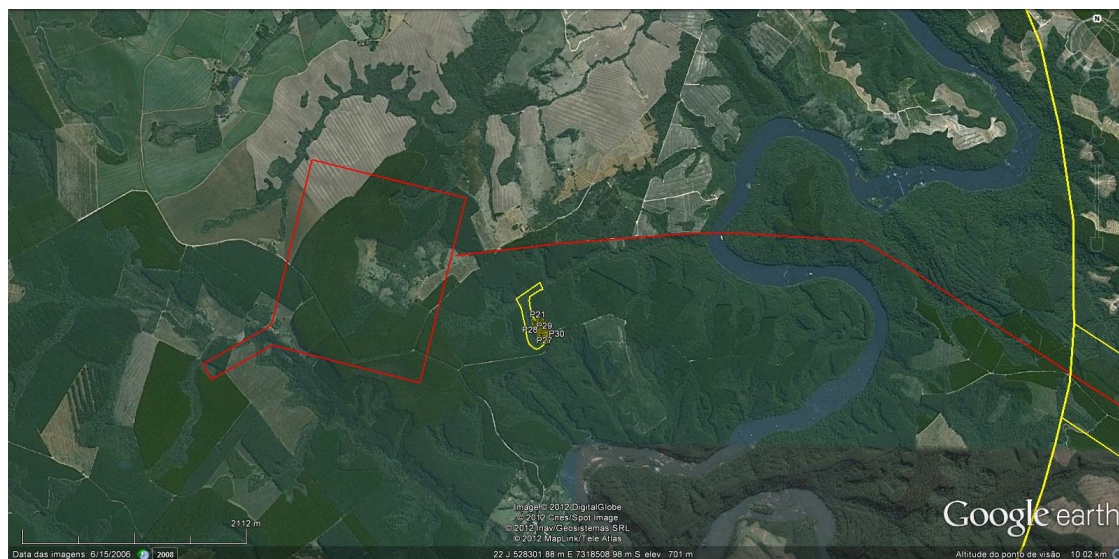 N
P21
P29
P28
P30
P27
Image © 2012 DigitalGlobe
© 2012 Cnes/Spot Image
© 2012 Inav/Geosistemas SRL
© 2012 MapLink/Tele Atlas
Google earth
2112 m
Data das imagens: 6/15/2006 2008
22 J 528301.88 m E 7318508.98 m S elev 701 m
Altitude do ponto de visão 10.02 km